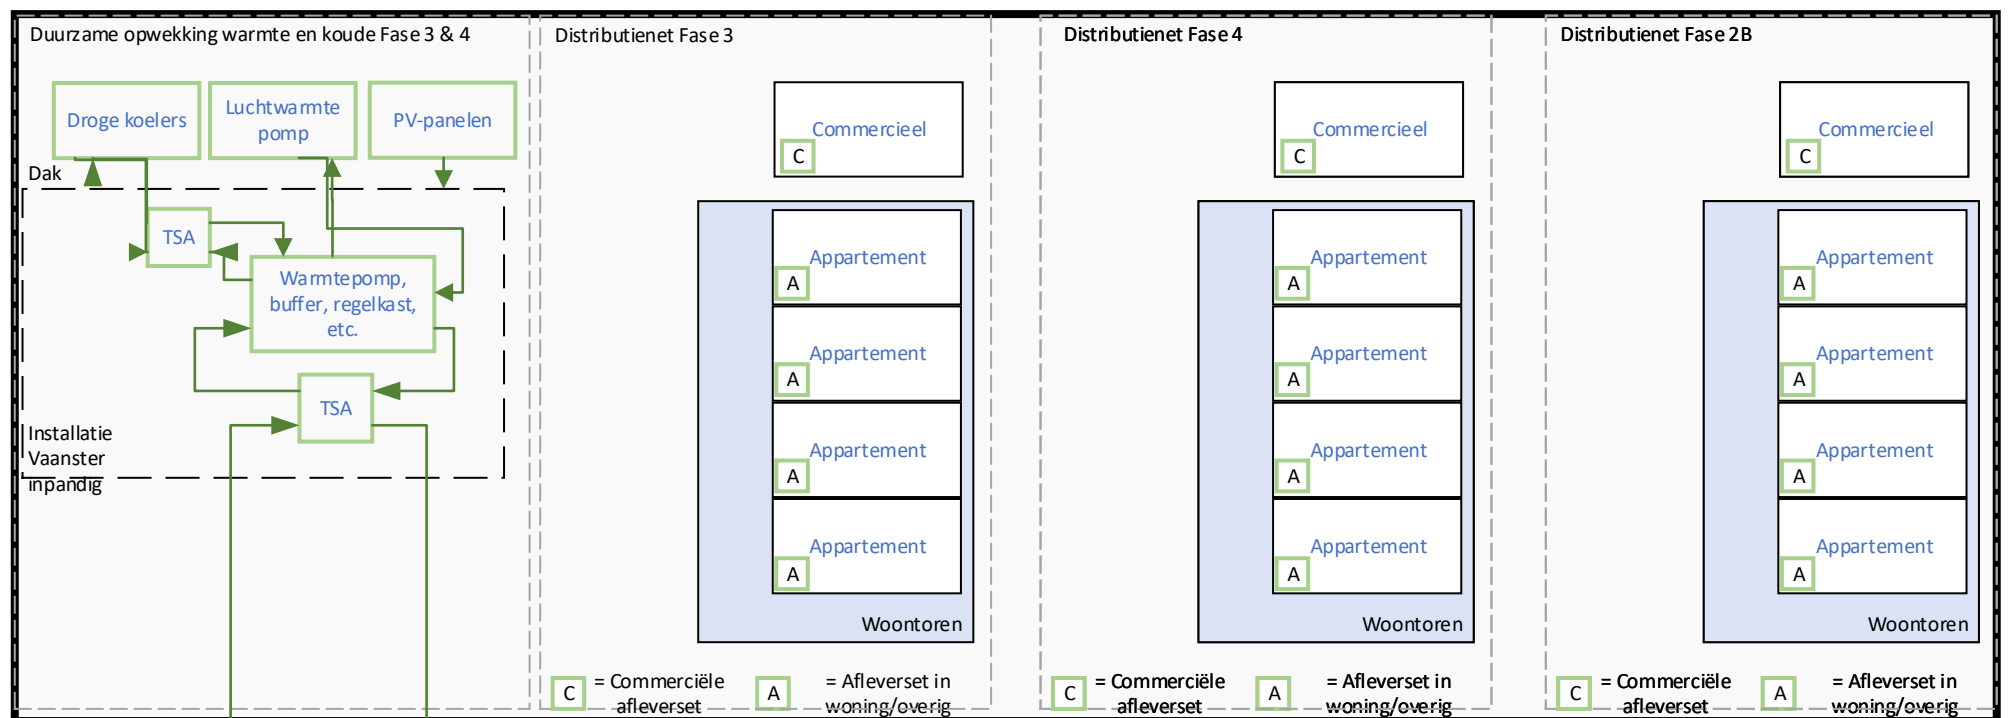 Duurzame opwekking warmte en koude Fase 3 & 4
Droge koelers
Luchtwarmte
pomp
PV-panelen
Dak
TSA
Warmtepomp,
buffer, regelkast,
etc.
TSA
Installatie
Vaanster
inpandig
Distributienet Fase 3
Commercieel
C
Appartement
A
Appartement
A
Appartement
A
Appartement
A
Woontoren
C
= Commerciële
afleverset
A
= Afleverset in
woning/overig
Distributienet Fase 4
Commercieel
C
Appartement
A
Appartement
A
Appartement
A
Appartement
A
Woontoren
C
= Commerciële
afleverset
A
= Afleverset in
woning/overig
Distributienet Fase 2B
Commercieel
C
Appartement
A
Appartement
A
Appartement
A
Appartement
A
Woontoren
C
= Commerciële
afleverset
A
= Afleverset in
woning/overig